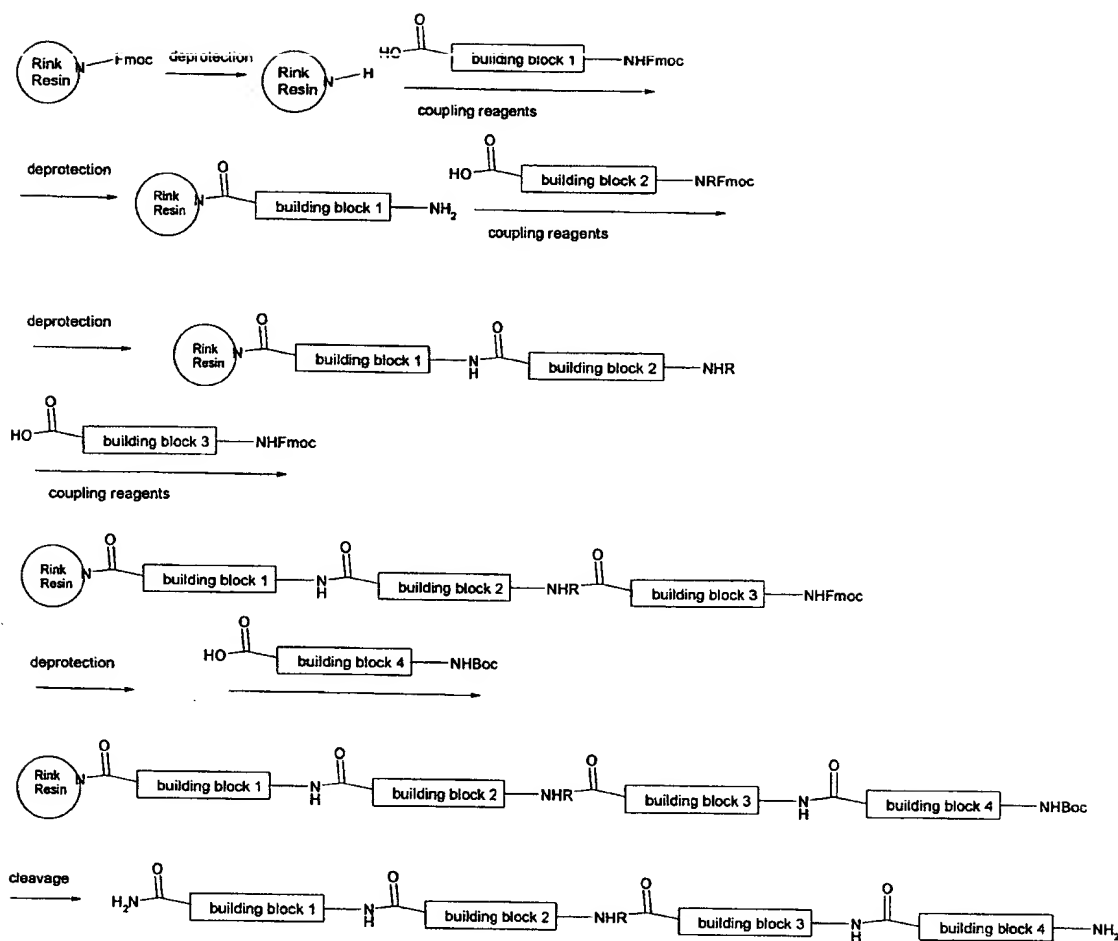 Rink Resin N Fmoc deprotection Rink Resin N H HO O building block 1 NHFmoc
coupling reagents
deprotection Rink Resin N O building block 1 NH2 HO O building block 2 NRFmoc
coupling reagents
deprotection Rink Resin N O building block 1 N H O building block 2 NHR
HO O building block 3 NHFmoc
coupling reagents
Rink Resin N O building block 1 N H O building block 2 NHR O building block 3 NHFmoc
deprotection HO O building block 4 NHBoc
Rink Resin N O building block 1 N H O building block 2 NHR O building block 3 N H O building block 4 NHBoc
cleavage H2N O building block 1 N H O building block 2 NHR O building block 3 N H O building block 4 NH2